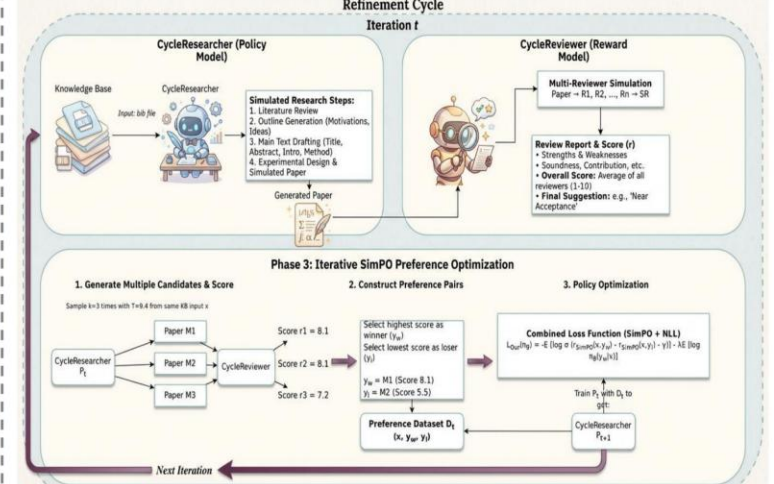 Refinement Cycle
Iteration t
CycleResearcher (Policy
Model)
Knowledge Base
CycleResearcher
Input: bib file
Simulated Research Steps:
1. Literature Review
2. Outline Generation (Motivations,
Ideas)
3. Main Text Drafting (Title,
Abstract, Intro, Method)
4. Experimental Design &
Simulated Paper
Generated Paper
CycleReviewer (Reward
Model)
Multi-Reviewer Simulation
Paper → R1, R2, ..., Rn → SR
Review Report & Score (r)
• Strengths & Weaknesses
• Soundness, Contribution, etc.
• Overall Score: Average of all
reviewers (1-10)
• Final Suggestion: e.g., 'Near
Acceptance'
Phase 3: Iterative SimPO Preference Optimization
1. Generate Multiple Candidates & Score
Sample k=3 times with T=0.4 from same KB input x
CycleResearcher
Pₜ
Paper M1
Paper M2
Paper M3
CycleReviewer
Score r1 = 8.1
Score r2 = 8.1
Score r3 = 7.2
2. Construct Preference Pairs
Select highest score as
winner (y_w)
Select lowest score as loser
(y_l)
y_w = M1 (Score 8.1)
y_l = M2 (Score 5.5)
Preference Dataset Dₜ
(x, y_w, y_l)
3. Policy Optimization
Combined Loss Function (SimPO + NLL)
Train Pₜ with Dₜ to
get:
CycleResearcher
Pₜ₊₁
Next Iteration